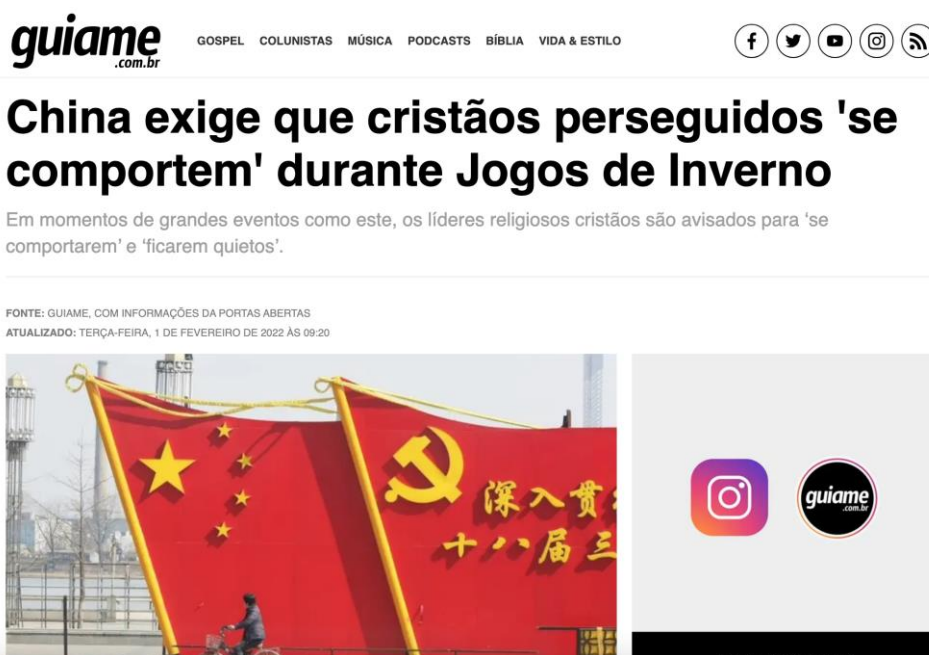 guiame
.com.br
GOSPEL COLUNISTAS MÚSICA PODCASTS BÍBLIA VIDA & ESTILO
China exige que cristãos perseguidos 'se
comportem' durante Jogos de Inverno
Em momentos de grandes eventos como este, os líderes religiosos cristãos são avisados para ‘se
comportarem’ e ‘ficarem quietos’.
FONTE: GUIAME, COM INFORMAÇÕES DA PORTAS ABERTAS
ATUALIZADO: TERÇA-FEIRA, 1 DE FEVEREIRO DE 2022 ÀS 09:20
深入贯
十八届三
guiame
.com.br